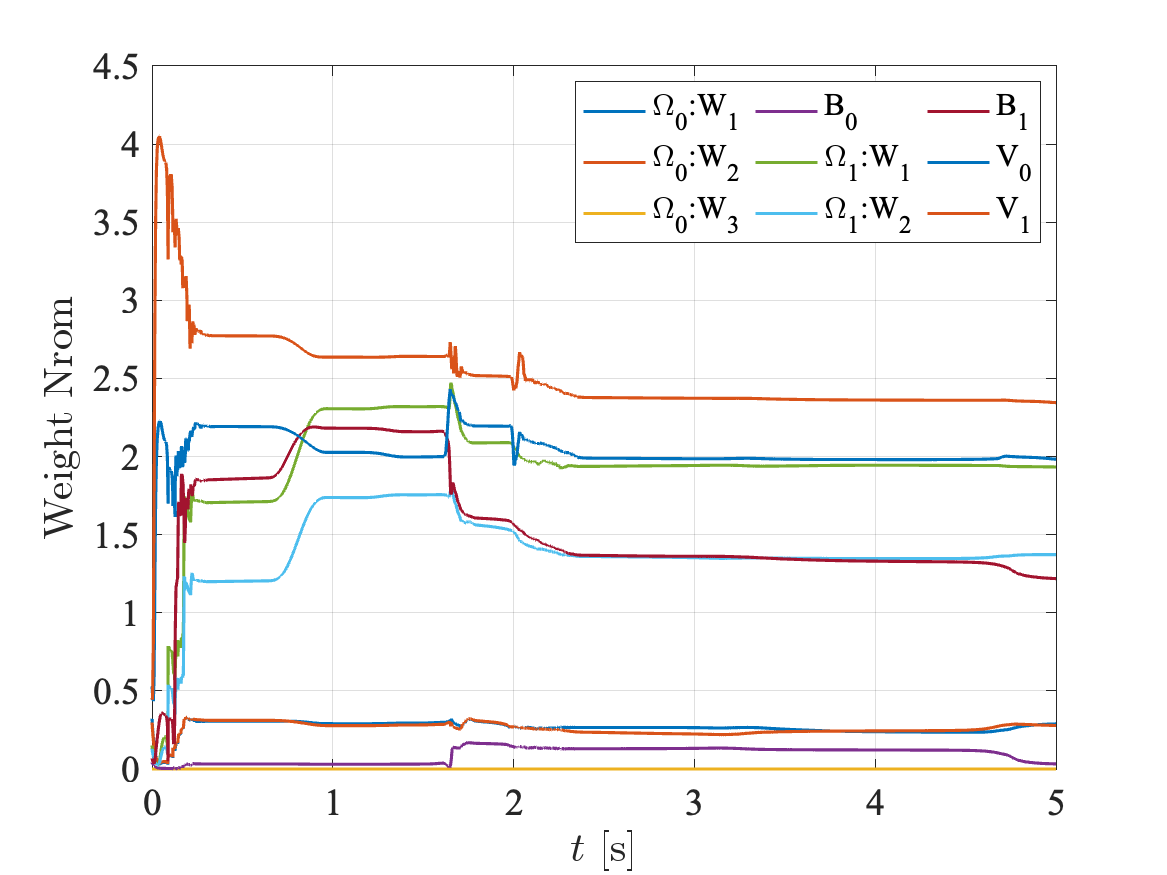 4.5
4
3.5
3
2.5
2
1.5
1
0.5
0
Weight Nrom
0 1 2 3 4 5
t [s]
Ω₀:W₁ B₀ B₁
Ω₀:W₂ Ω₁:W₁ V₀
Ω₀:W₃ Ω₁:W₂ V₁